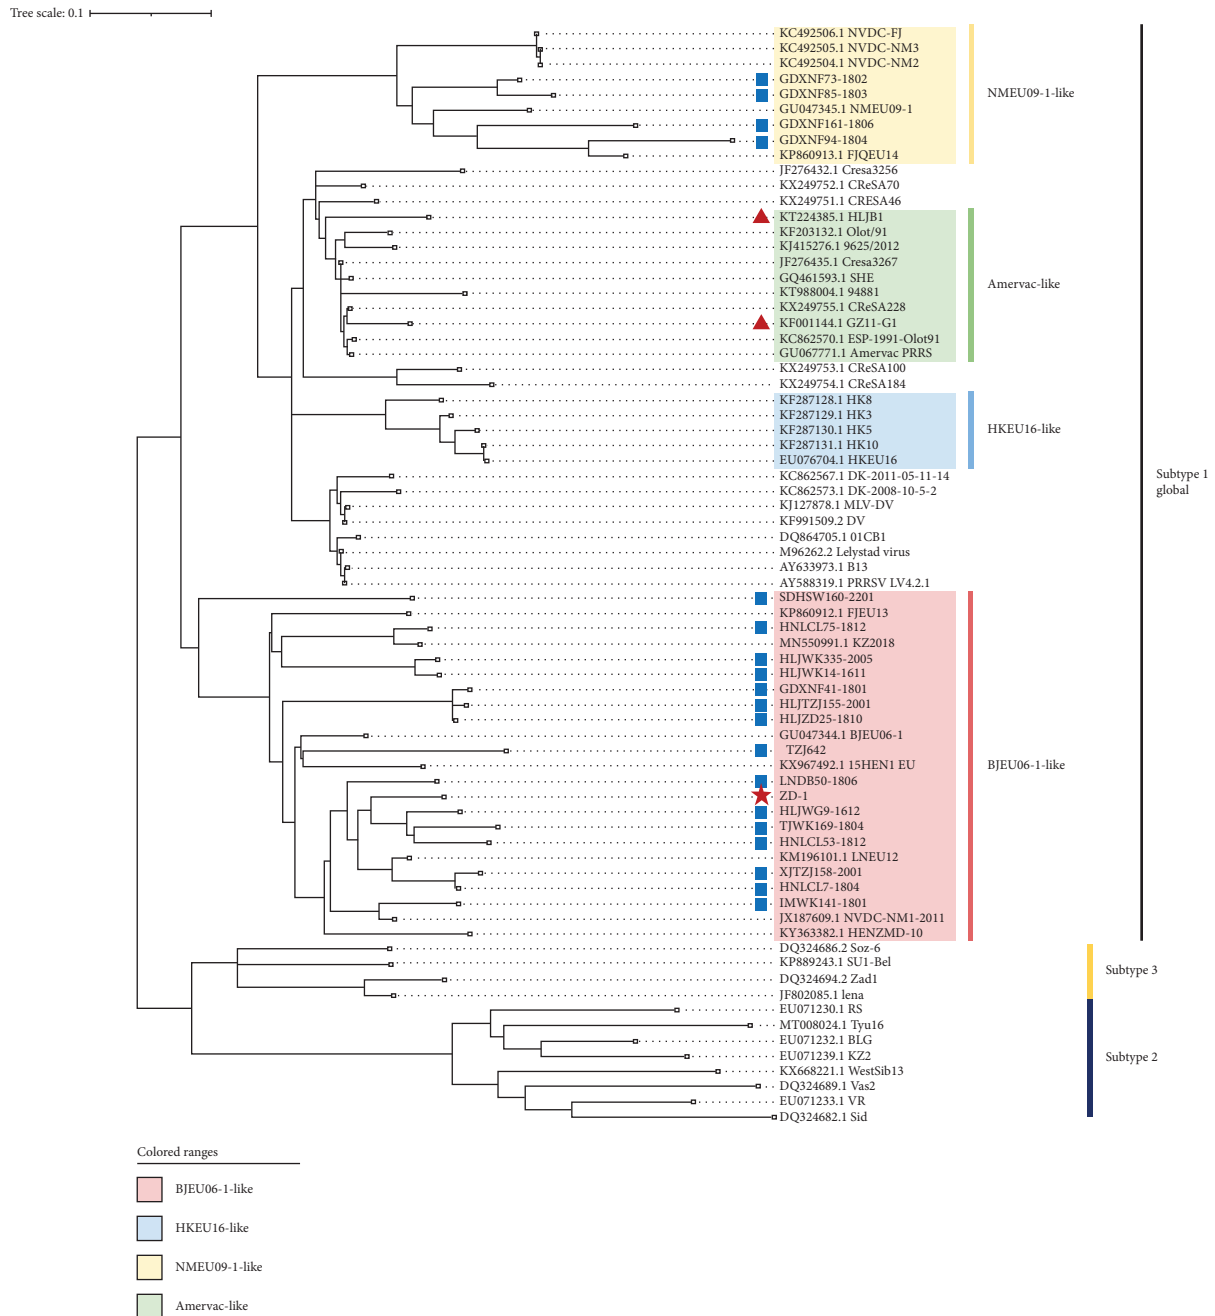 Tree scale: 0.1
KC492506.1 NVDC-FJ
KC492505.1 NVDC-NM3
KC492504.1 NVDC-NM2
GDXNF73-1802
GDXNF85-1803
GU047345.1 NMEU09-1
GDXNF161-1806
GDXNF94-1804
KP860913.1 FJQEU14
NMEU09-1-like
JF276432.1 Cresa3256
KX249752.1 CReSA70
KX249751.1 CRESA46
KT224385.1 HLJB1
KF203132.1 Olot/91
KJ415276.1 9625/2012
JF276435.1 Cresa3267
GQ461593.1 SHE
KT988004.1 94881
KX249755.1 CReSA228
KF001144.1 GZ11-G1
KC862570.1 ESP-1991-Olot91
GU067771.1 Amervac PRRS
Amervac-like
KX249753.1 CReSA100
KX249754.1 CReSA184
KF287128.1 HK8
KF287129.1 HK3
KF287130.1 HK5
KF287131.1 HK10
EU076704.1 HKEU16
HKEU16-like
KC862567.1 DK-2011-05-11-14
KC862573.1 DK-2008-10-5-2
KJ127878.1 MLV-DV
KF991509.2 DV
DQ864705.1 01CB1
M96262.2 Lelystad virus
AY633973.1 B13
AY588319.1 PRRSV LV4.2.1
Subtype 1
global
SDHSW160-2201
KP860912.1 FJEU13
HNLCL75-1812
MN550991.1 KZ2018
HLJWK335-2005
HLJWK14-1611
GDXNF41-1801
HLJTZJ155-2001
HLJZD25-1810
GU047344.1 BJEU06-1
TZJ642
KX967492.1 15HEN1 EU
LNDB50-1806
ZD-1
HLJWG9-1612
TJWK169-1804
HNLCL53-1812
KM196101.1 LNEU12
XJTZJ158-2001
HNLCL7-1804
IMWK141-1801
JX187609.1 NVDC-NM1-2011
KY363382.1 HENZMD-10
BJEU06-1-like
DQ324686.2 Soz-6
KP889243.1 SU1-Bel
DQ324694.2 Zad1
JF802085.1 lena
Subtype 3
EU071230.1 RS
MT008024.1 Tyu16
EU071232.1 BLG
EU071239.1 KZ2
KX668221.1 WestSib13
DQ324689.1 Vas2
EU071233.1 VR
DQ324682.1 Sid
Subtype 2
Colored ranges
BJEU06-1-like
HKEU16-like
NMEU09-1-like
Amervac-like